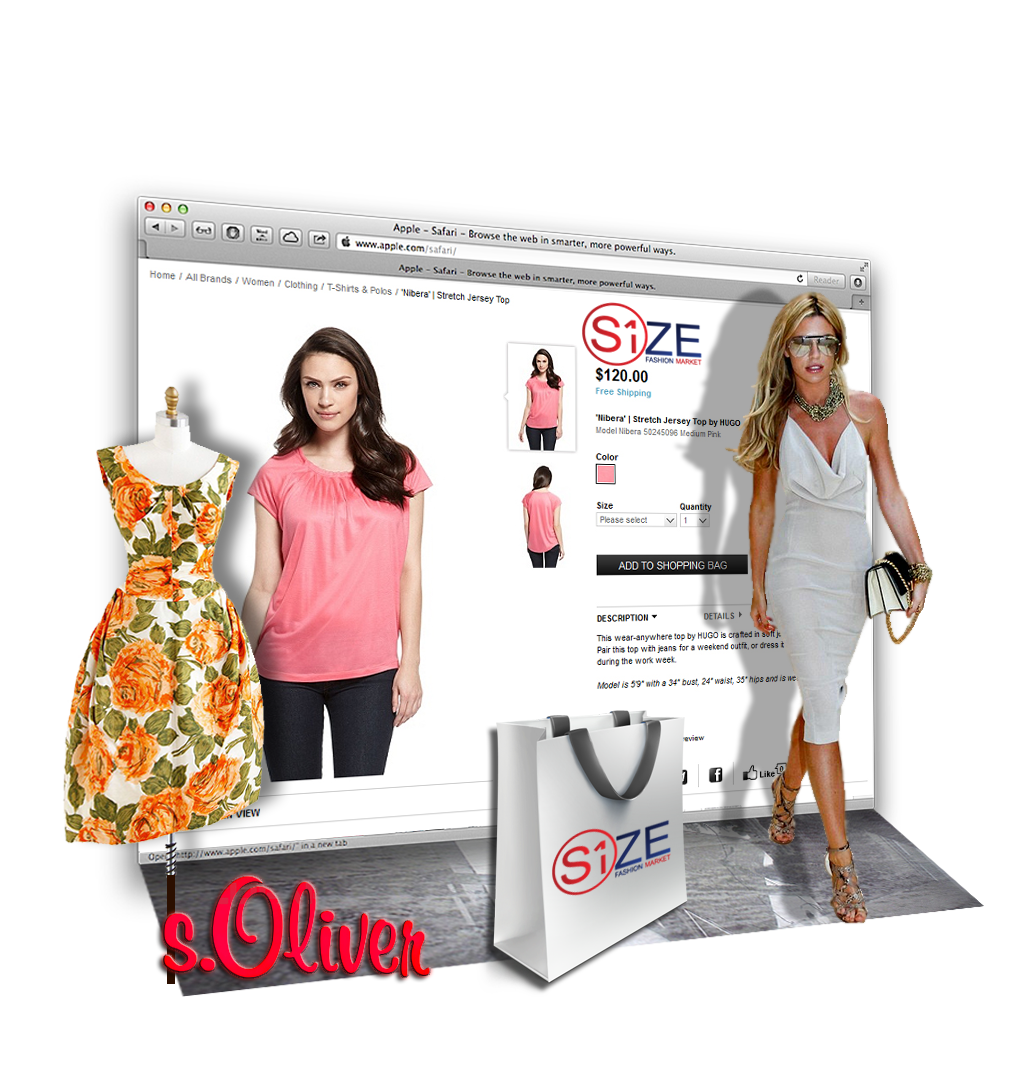 Apple – Safari – Browse the web in smarter, more powerful ways.
www.apple.com/safari/
Reader
Apple – Safari – Browse the web in smarter, more powerful ways.
Home / All Brands / Women / Clothing / T-Shirts & Polos / 'Nibera' | Stretch Jersey Top
S1ZE
FASHION MARKET
$120.00
Free Shipping
'Nibera' | Stretch Jersey Top by HUGO
Model Nibera 50245096 Medium Pink
Color
Size Quantity
Please select 1
ADD TO SHOPPING BAG
DESCRIPTION DETAILS
This wear-anywhere top by HUGO is crafted in soft
Pair this top with jeans for a weekend outfit, or dress it
during the work week.
Model is 5'9" with a 34" bust, 24" waist, 35" hips and is
Like 0
VIEW
Open "http://www.apple.com/safari/" in a new tab
S1ZE
FASHION MARKET
s.Oliver